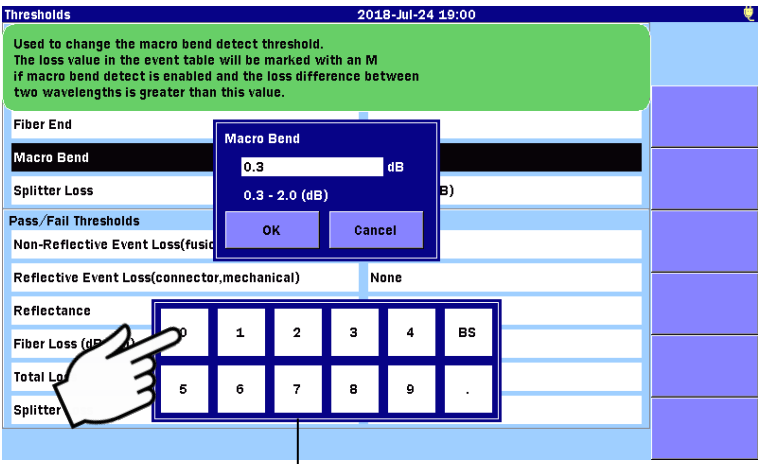 Thresholds 2018-Jul-24 19:00
Used to change the macro bend detect threshold.
The loss value in the event table will be marked with an M
if macro bend detect is enabled and the loss difference between
two wavelengths is greater than this value.
Fiber End
Macro Bend
Macro Bend
0.3 dB
0.3 - 2.0 (dB)
OK Cancel
Splitter Loss B)
Pass/Fail Thresholds
Non-Reflective Event Loss(fusio
Reflective Event Loss(connector,mechanical) None
Reflectance
Fiber Loss (dB
Total Lo
Splitter
0 1 2 3 4 BS
5 6 7 8 9 .